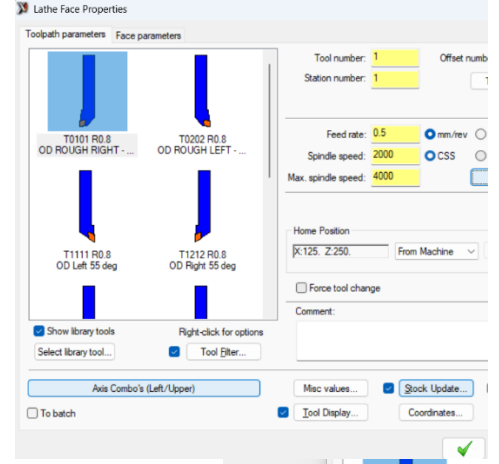 Lathe Face Properties
Toolpath parameters Face parameters
T0101 R0.8
OD ROUGH RIGHT - ...
T0202 R0.8
OD ROUGH LEFT - ...
T1111 R0.8
OD Left 55 deg
T1212 R0.8
OD Right 55 deg
Show library tools
Right-click for options
Select library tool...
Tool Filter...
Axis Combo's (Left/Upper)
To batch
Tool number: 1
Offset numb
Station number: 1
T
Feed rate: 0.5 mm/rev
Spindle speed: 2000 CSS
Max. spindle speed: 4000
Home Position
X:125. Z:250. From Machine
Force tool change
Comment:
Misc values... Stock Update...
Tool Display... Coordinates...